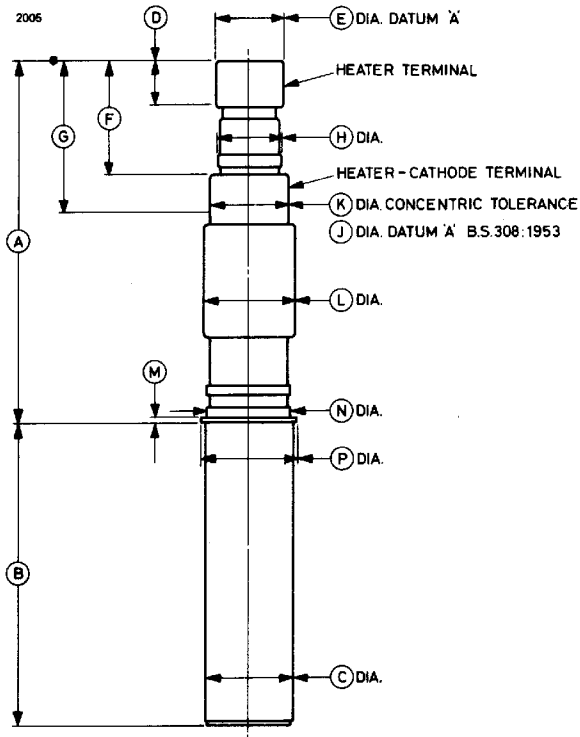 2005
D
E DIA. DATUM 'A'
HEATER TERMINAL
F
G
H DIA.
HEATER-CATHODE TERMINAL
K DIA. CONCENTRIC TOLERANCE
J DIA. DATUM 'A' B.S.308:1953
A
L DIA.
M
N DIA.
P DIA.
B
C DIA.